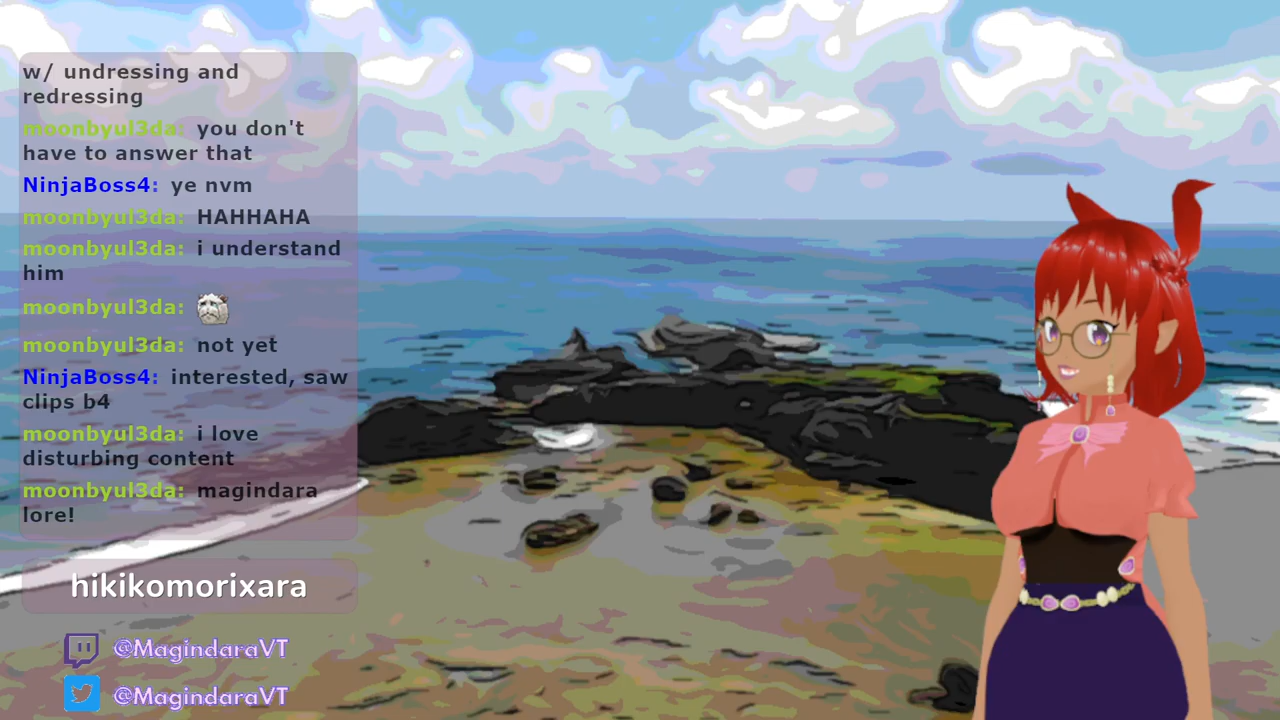 w/ undressing and
redressing
moonbyul3da: you don't
have to answer that
NinjaBoss4: ye nvm
moonbyul3da: HAHHAHA
moonbyul3da: i understand
him
moonbyul3da:
moonbyul3da: not yet
NinjaBoss4: interested, saw
clips b4
moonbyul3da: i love
disturbing content
moonbyul3da: magindara
lore!
hikikomorixara
@MagindaraVT
@MagindaraVT